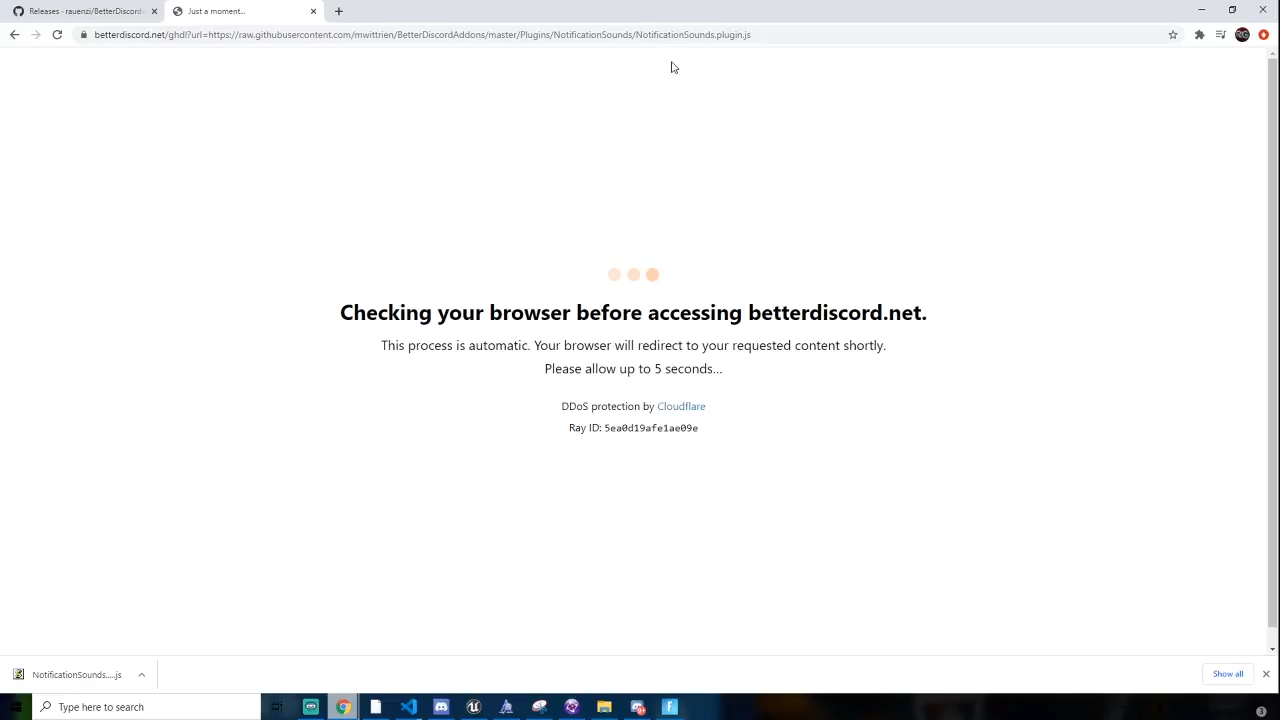 Releases · rauenzi/BetterDiscord
Just a moment...
betterdiscord.net/ghdl?url=https://raw.githubusercontent.com/mwittrien/BetterDiscordAddons/master/Plugins/NotificationSounds/NotificationSounds.plugin.js
Checking your browser before accessing betterdiscord.net.
This process is automatic. Your browser will redirect to your requested content shortly.
Please allow up to 5 seconds...
DDoS protection by Cloudflare
Ray ID: 5ea0d19afe1ae09e
NotificationSounds....js
Show all
Type here to search